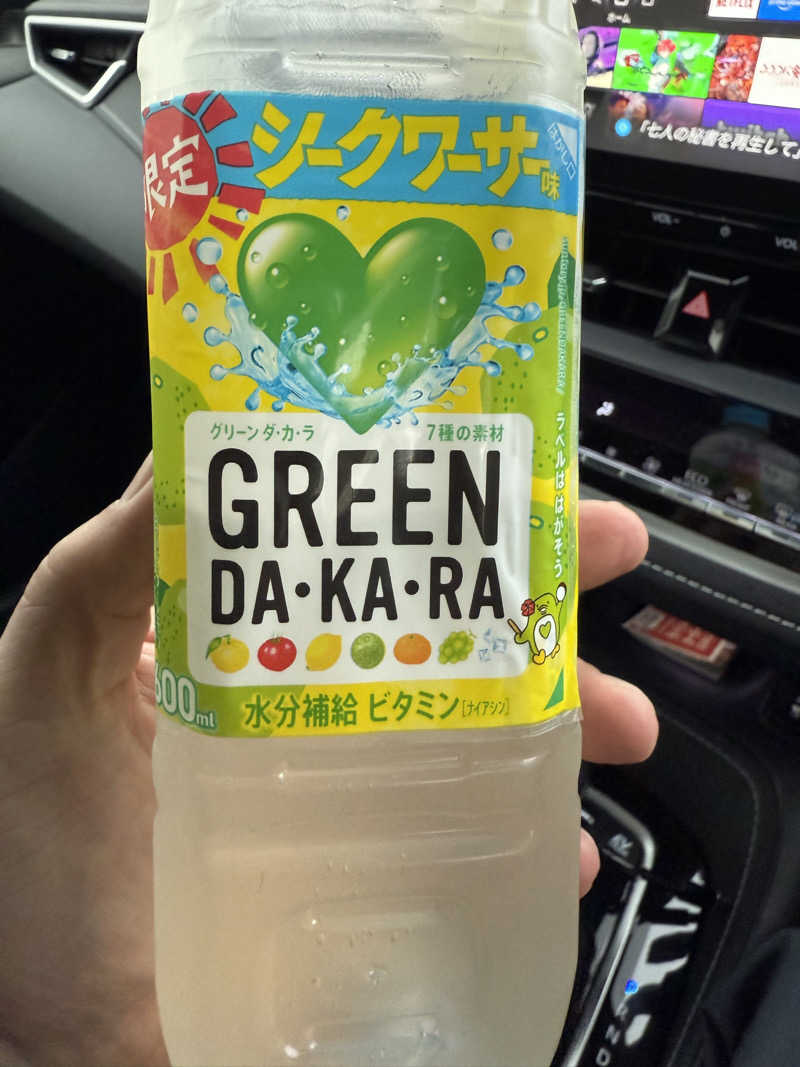 NETFLIX
ホーム
「七人の秘書を再生して」
VOL-
VOL
限定
シークワーサー味
はがし口
グリーン ダ・カ・ラ
7種の素材
GREEN
DA・KA・RA
ラベルははがそう
600ml
水分補給 ビタミン[ナイアシン]
ECO
N
D